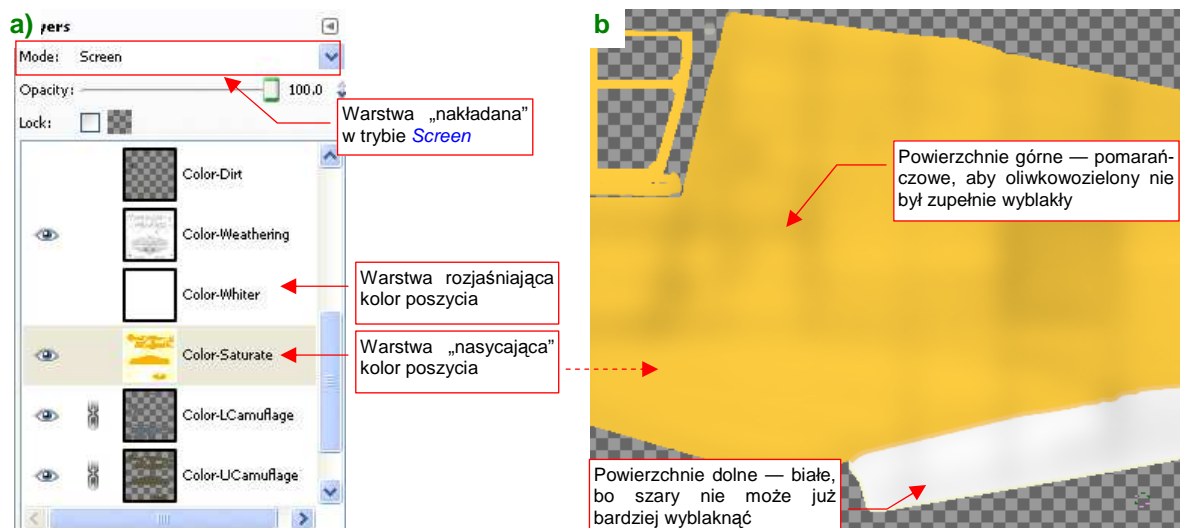 a)
yers
Mode: Screen
Opacity: 100.0
Lock:
Color-Dirt
Color-Weathering
Color-Whiter
Color-Saturate
Color-LCamuflage
Color-UCamuflage
Warstwa „nakładana”
w trybie Screen
Warstwa rozjaśniająca
kolor poszycia
Warstwa „nasycająca”
kolor poszycia
b
Powierzchnie górne — pomarań-
czowe, aby oliwkowozielony nie
był zupełnie wyblakły
Powierzchnie dolne — białe,
bo szary nie może już
bardziej wyblaknąć